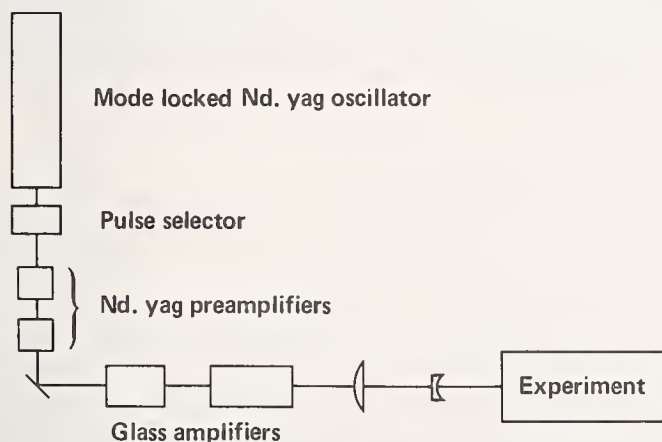 Mode locked Nd. yag oscillator
Pulse selector
Nd. yag preamplifiers
Experiment
Glass amplifiers